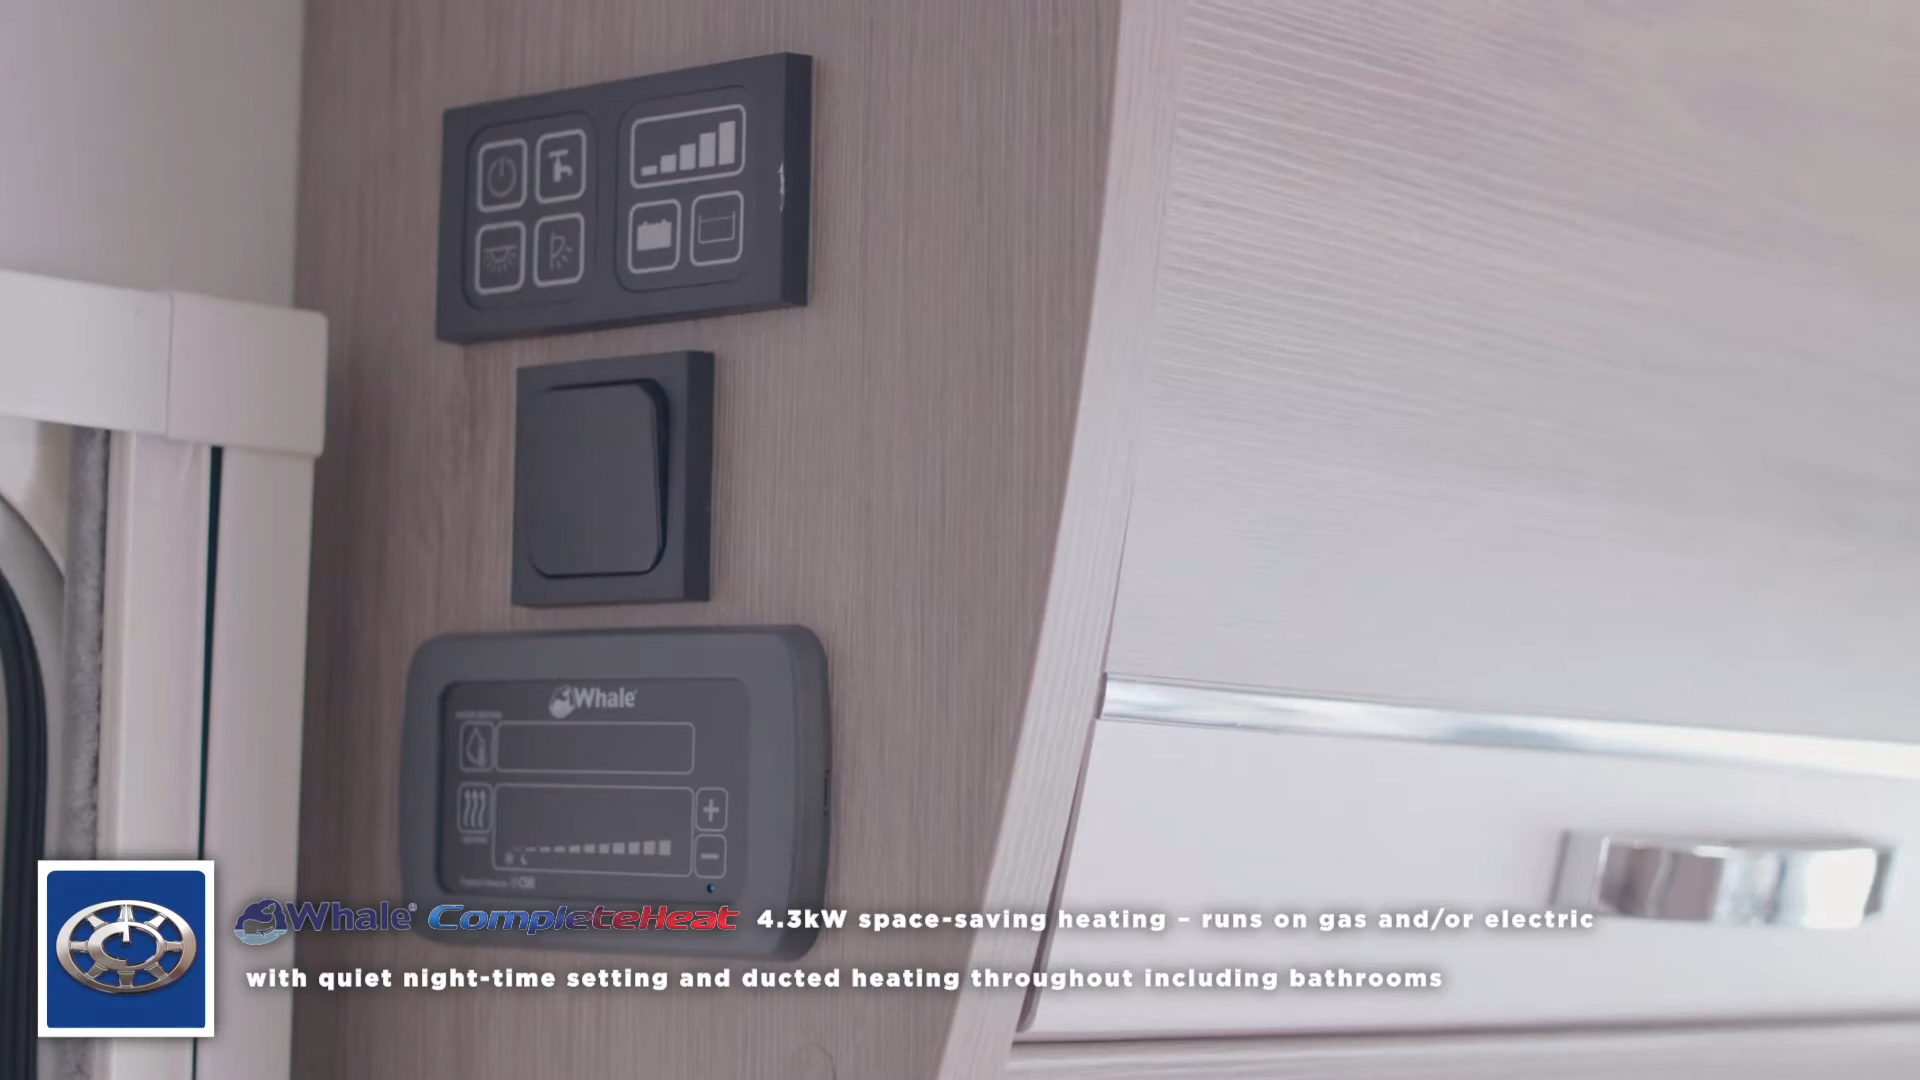 Whale
Whale® CompleteHeat 4.3kW space-saving heating – runs on gas and/or electric
with quiet night-time setting and ducted heating throughout including bathrooms